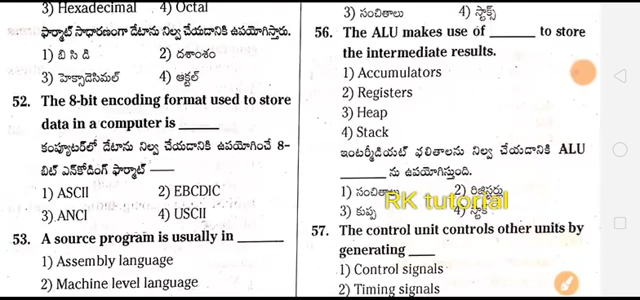 3) Hexadecimal 4) Octal
ఫార్మాట్ సాధారణంగా డేటాను నిల్వ చేయడానికి ఉపయోగిస్తారు.
1) బి సి డి 2) దశాంశం
3) హెక్సాడెసిమల్ 4) ఆక్టల్
52. The 8-bit encoding format used to store
data in a computer is ______
కంప్యూటర్‌లో డేటాను నిల్వ చేయడానికి ఉపయోగించే 8-
బిట్ ఎన్‌కోడింగ్ ఫార్మాట్ ——
1) ASCII 2) EBCDIC
3) ANCI 4) USCII
53. A source program is usually in ______
1) Assembly language
2) Machine level language
3) సంచితాలు 4) స్టాక్స్
56. The ALU makes use of ______ to store
the intermediate results.
1) Accumulators
2) Registers
3) Heap
4) Stack
ఇంటర్మీడియట్ ఫలితాలను నిల్వ చేయడానికి ALU
______ ను ఉపయోగిస్తుంది.
1) సంచితాలు 2) రిజిస్టర్లు
3) కుప్ప 4) స్టాక్
RK tutorial
57. The control unit controls other units by
generating ____
1) Control signals
2) Timing signals